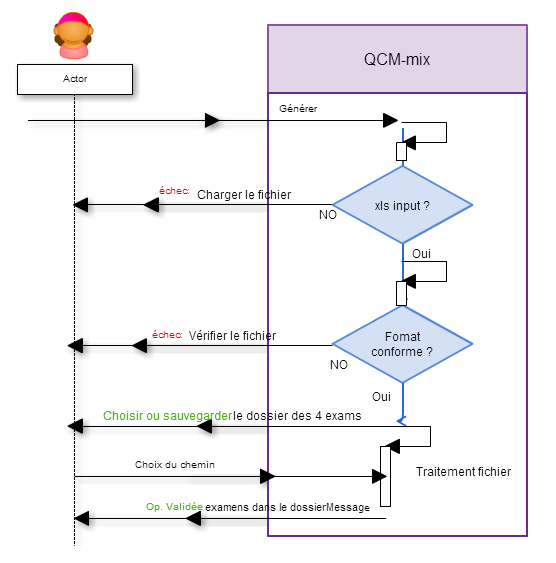 QCM-mix
Actor
Générer
échec: Charger le fichier
xls input ?
NO
Oui
échec: Vérifier le fichier
Fomat
conforme ?
NO
Oui
Choisir ou sauvegarder le dossier des 4 exams
Choix du chemin
Traitement fichier
Op. Validée examens dans le dossierMessage